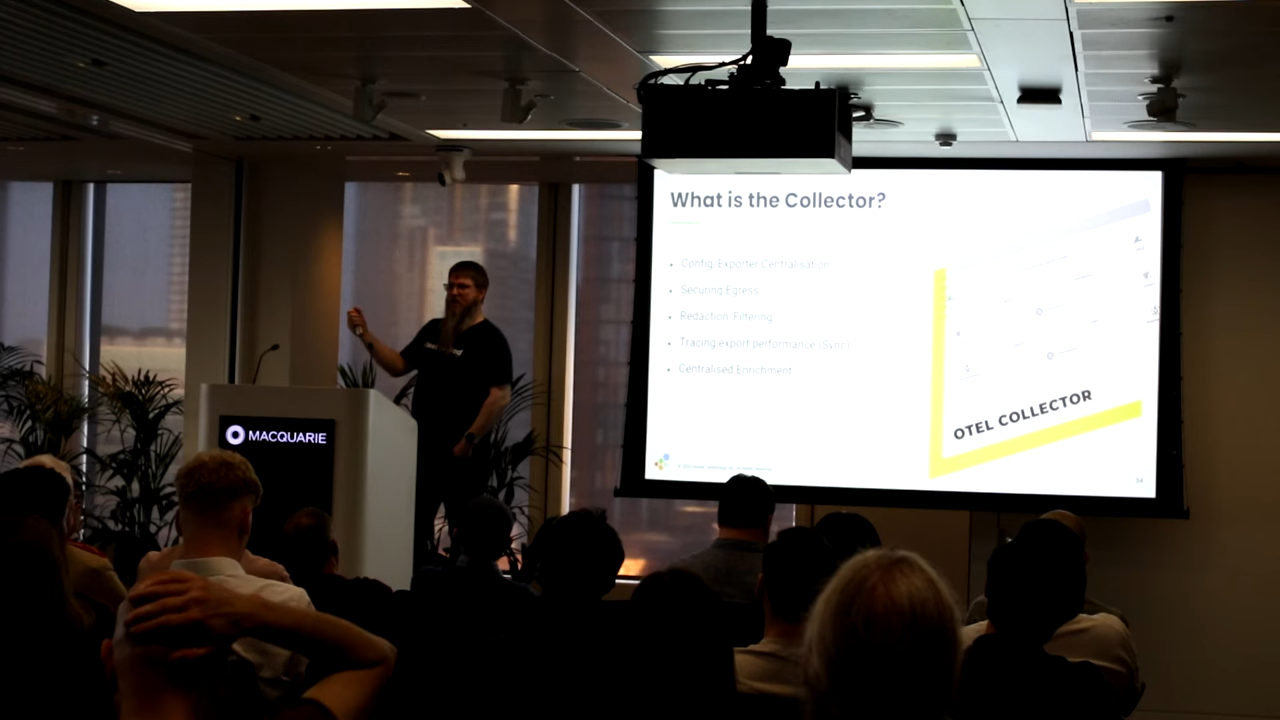 What is the Collector?
Config/Exporter Centralisation
Securing Egress
Redaction/Filtering
Tracing export performance (Sync)
Centralised Enrichment
OTEL COLLECTOR
MACQUARIE
34